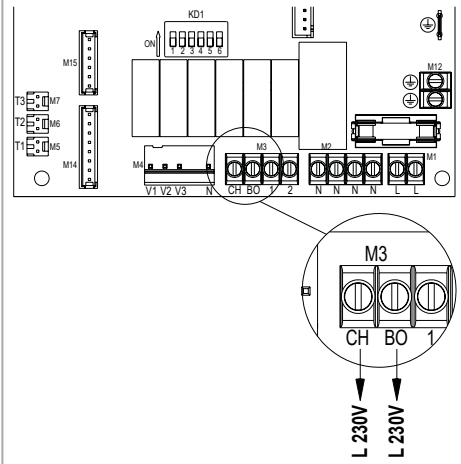 KD1
ON
1 2 3 4 5 6
M15
M12
T3 M7
T2 M6
T1 M5
M14
M4
M3
M2
M1
V1 V2 V3 N CH BO 1 2 N N N N L L
M3
CH BO 1
L 230V
L 230V